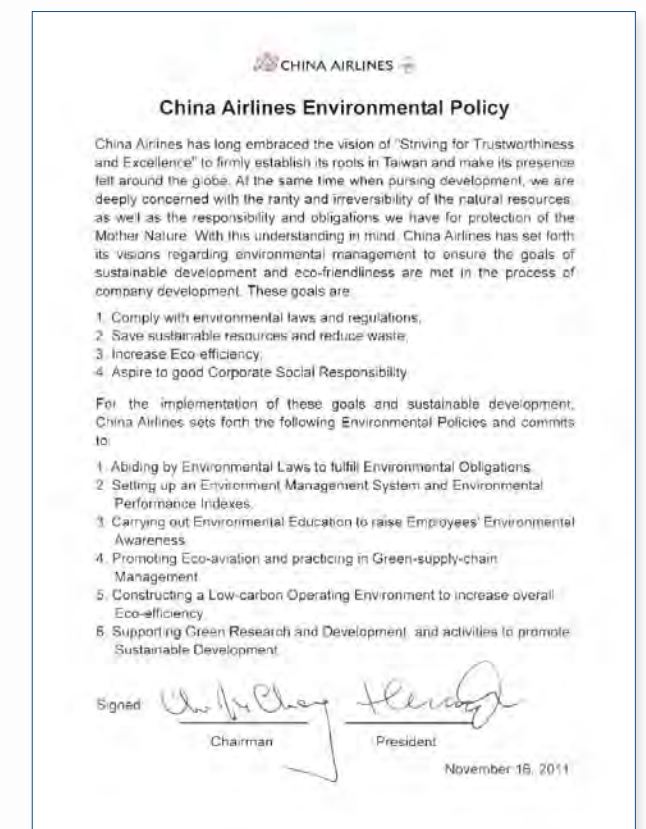 CHINA AIRLINES
China Airlines Environmental Policy
China Airlines has long embraced the vision of "Striving for Trustworthiness
and Excellence" to firmly establish its roots in Taiwan and make its presence
felt around the globe. At the same time when pursing development, we are
deeply concerned with the rarity and irreversibility of the natural resources
as well as the responsibility and obligations we have for protection of the
Mother Nature. With this understanding in mind, China Airlines has set forth
its visions regarding environmental management to ensure the goals of
sustainable development and eco-friendliness are met in the process of
company development. These goals are:
1. Comply with environmental laws and regulations;
2. Save sustainable resources and reduce waste;
3. Increase Eco-efficiency;
4. Aspire to good Corporate Social Responsibility
For the implementation of these goals and sustainable development,
China Airlines sets forth the following Environmental Policies and commits
to:
1. Abiding by Environmental Laws to fulfill Environmental Obligations
2. Setting up an Environment Management System and Environmental
Performance Indexes.
3. Carrying out Environmental Education to raise Employees' Environmental
Awareness
4. Promoting Eco-aviation and practicing in Green-supply-chain
Management
5. Constructing a Low-carbon Operating Environment to increase overall
Eco-efficiency
6. Supporting Green Research and Development, and activities to promote
Sustainable Development
Signed:
Chairman President
November 16, 2011